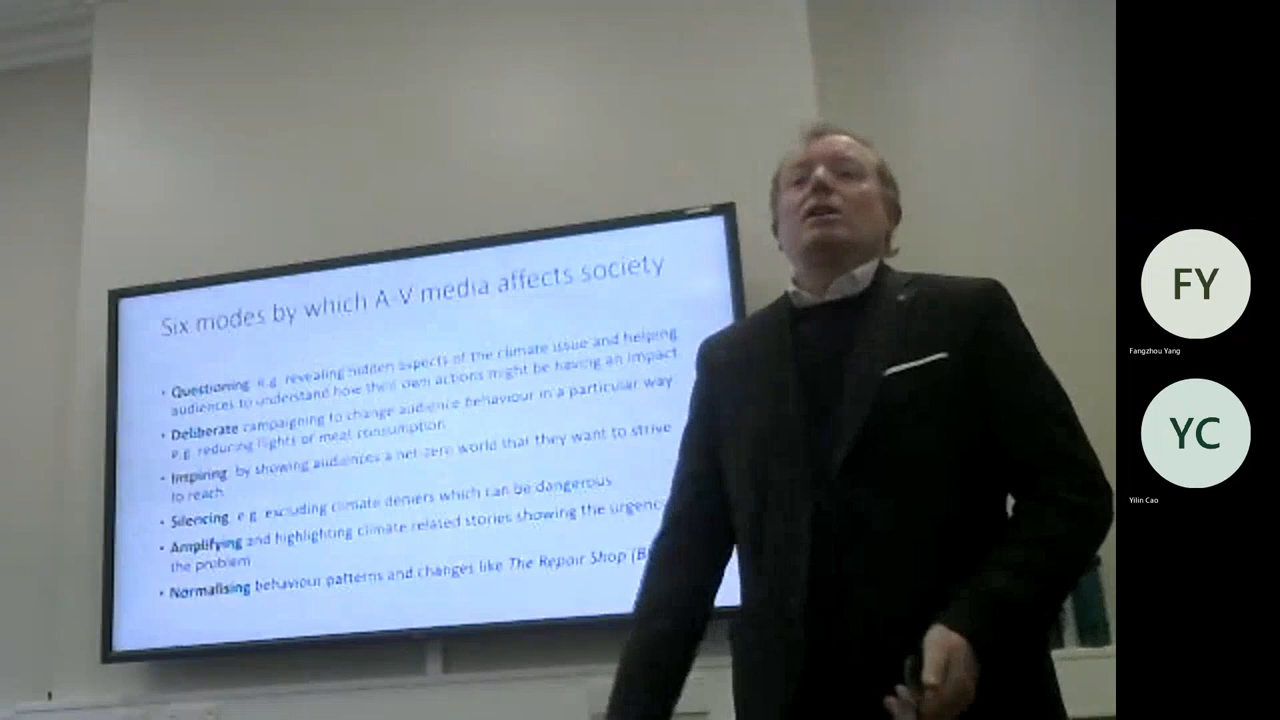 Six modes by which A-V media affects society
• Questioning e.g. revealing hidden aspects of the climate issue and helping
audiences to understand how their own actions might be having an impact
• Deliberate campaigning to change audience behaviour in a particular way
e.g. reducing flights or meat consumption
• Inspiring by showing audiences a net-zero world that they want to strive
to reach
• Silencing e.g. excluding climate deniers which can be dangerous
• Amplifying and highlighting climate related stories showing the
the problem
• Normalising behaviour patterns and changes like The Repair Shop
FY
Fangzhou Yang
YC
Yilin Cao